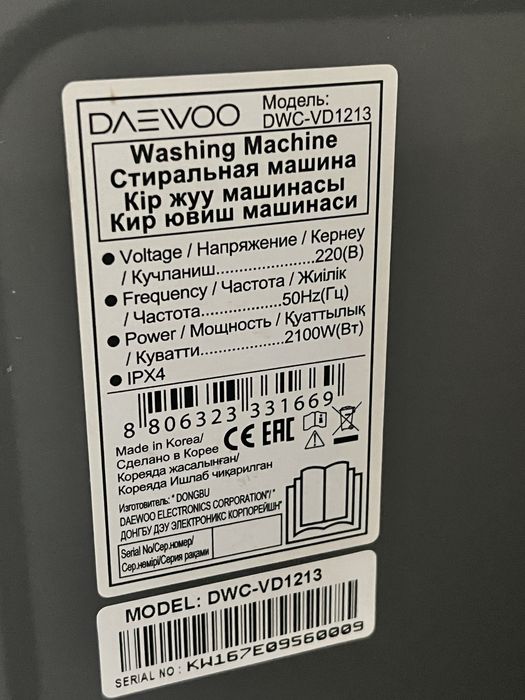 DAEWOO
Модель:
DWC-VD1213
Washing Machine
Стиральная машина
Кір жуу машинасы
Кир ювиш машинаси
● Voltage / Напряжение / Кернеу
/ Кучланиш..................220(В)
● Frequency / Частота / Жиілік
/ Частота..................50Hz(Гц)
● Power / Мощность / Қуаттылық
/ Куватти..................2100W(Вт)
● IPX4
8 806323 331669
Made in Korea/
Сделано в Корее
Кореяда жасалынған/
Кореяда Ишлаб чиқарилган
CE EAC
Изготовитель: "DONGBU
DAEWOO ELECTRONICS CORPORATION"/
ДОНГБУ ДЭУ ЭЛЕКТРОНИКС КОРПОРЕЙШН"
Serial No/Сер.номер/
Сер.немірі/Серия рақами
MODEL: DWC-VD1213
SERIAL NO : KW167E09560009